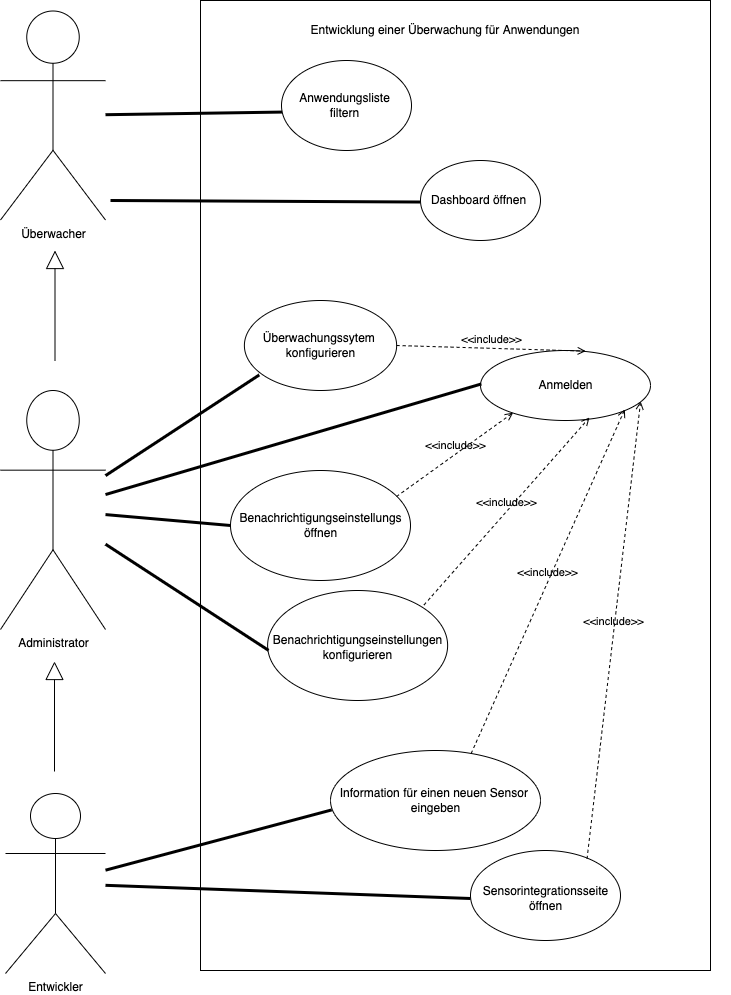 Entwicklung einer Überwachung für Anwendungen
Anwendungsliste
filtern
Dashboard öffnen
Überwacher
Überwachungssytem
konfigurieren
<<include>>
Anmelden
<<include>>
Benachrichtigungseinstellungs
öffnen
<<include>>
<<include>>
<<include>>
Benachrichtigungseinstellungen
konfigurieren
Administrator
Information für einen neuen Sensor
eingeben
Sensorintegrationsseite
öffnen
Entwickler